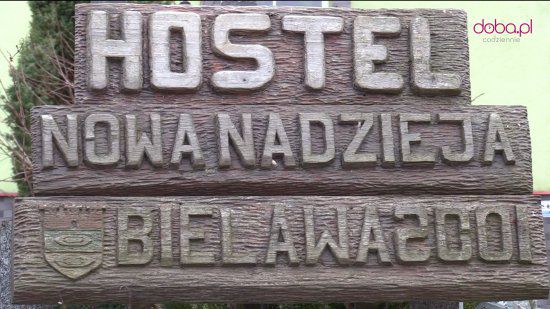 HOSTEL
doba.pl
codziennie
NOWA NADZIEJA
BIELAWA 2001